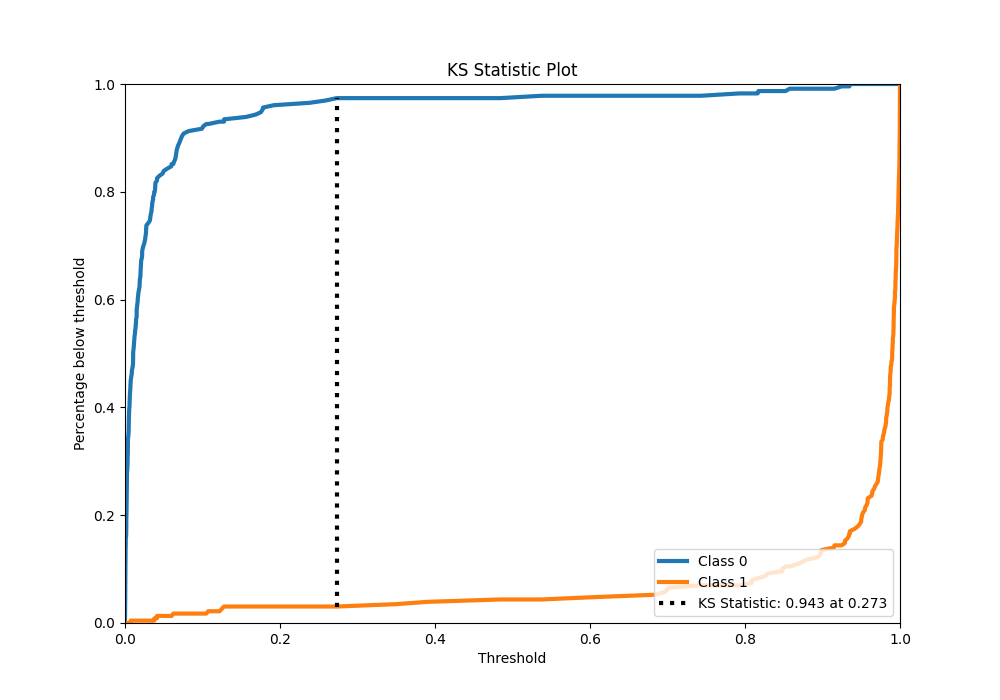 KS Statistic Plot
1.0
0.8
0.6
0.4
0.2
0.0
Percentage below threshold
0.0 0.2 0.4 0.6 0.8 1.0
Threshold
Class 0
Class 1
KS Statistic: 0.943 at 0.273